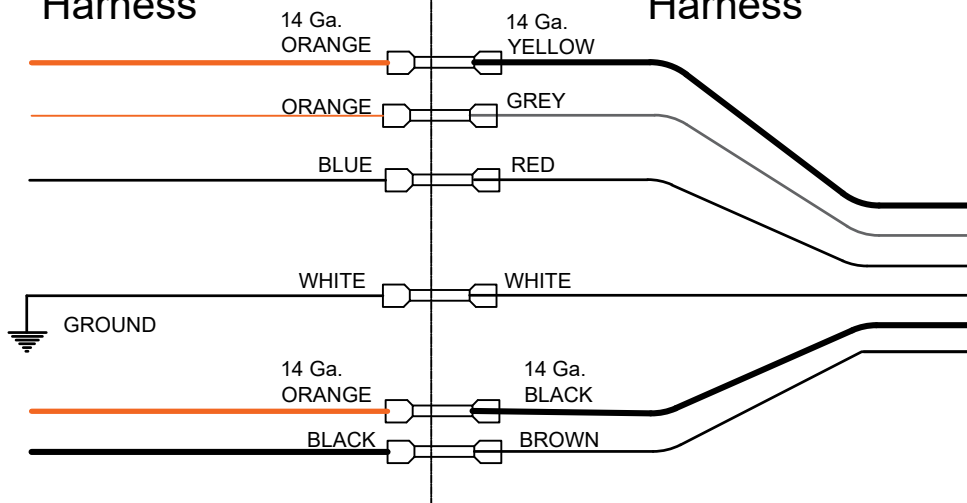 Harness
Harness
14 Ga.
ORANGE
14 Ga.
YELLOW
ORANGE
GREY
BLUE
RED
WHITE
WHITE
GROUND
14 Ga.
ORANGE
14 Ga.
BLACK
BLACK
BROWN